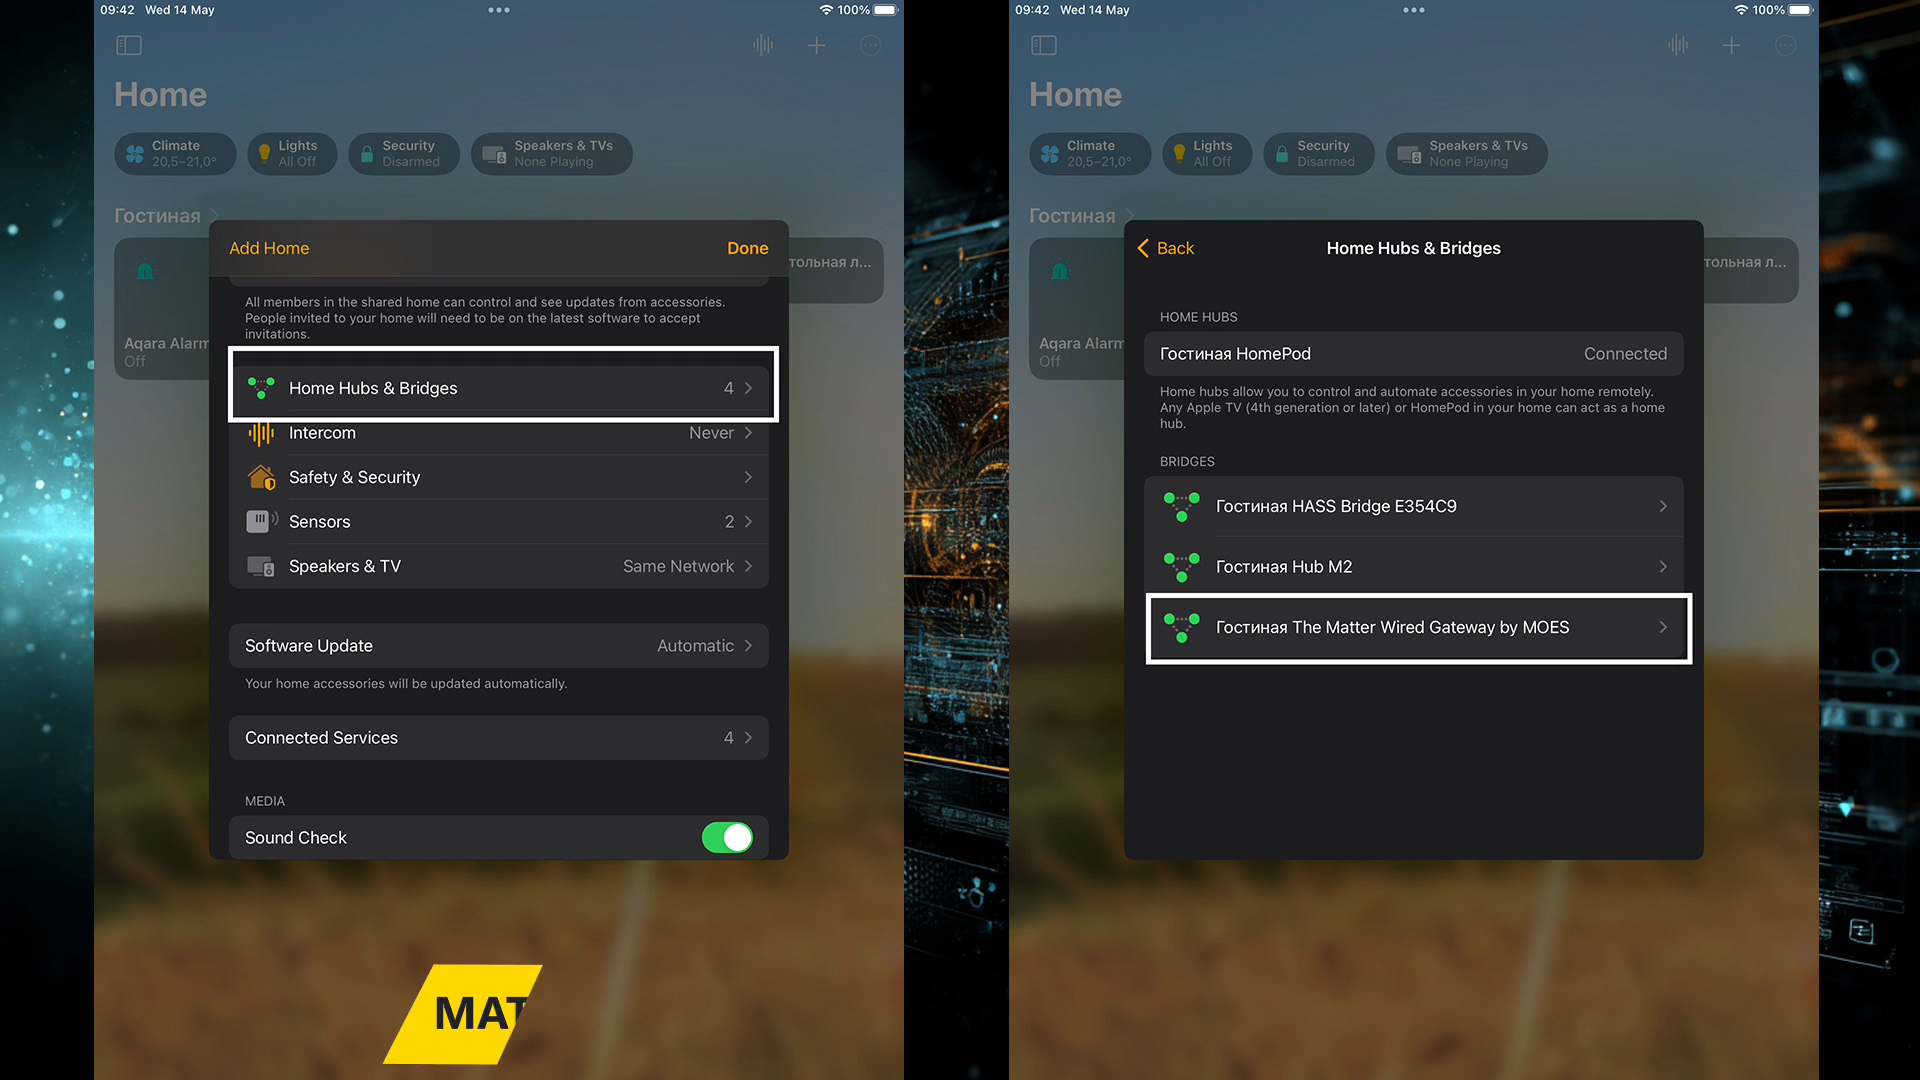 09:42 Wed 14 May
100%
Home
Climate
20,5–21,0°
Lights
All Off
Security
Disarmed
Speakers & TVs
None Playing
Гостиная
Aqara Alarm
Off
тольная л...
Add Home
Done
All members in the shared home can control and see updates from accessories.
People invited to your home will need to be on the latest software to accept
invitations.
Home Hubs & Bridges 4
Intercom Never
Safety & Security
Sensors 2
Speakers & TV Same Network
Software Update Automatic
Your home accessories will be updated automatically.
Connected Services 4
MEDIA
Sound Check
MAT
09:42 Wed 14 May
100%
Home
Climate
20,5–21,0°
Lights
All Off
Security
Disarmed
Speakers & TVs
None Playing
Гостиная
Aqara Alarm
Off
тольная л...
Back
Home Hubs & Bridges
HOME HUBS
Гостиная HomePod Connected
Home hubs allow you to control and automate accessories in your home remotely.
Any Apple TV (4th generation or later) or HomePod in your home can act as a home
hub.
BRIDGES
Гостиная HASS Bridge E354C9
Гостиная Hub M2
Гостиная The Matter Wired Gateway by MOES